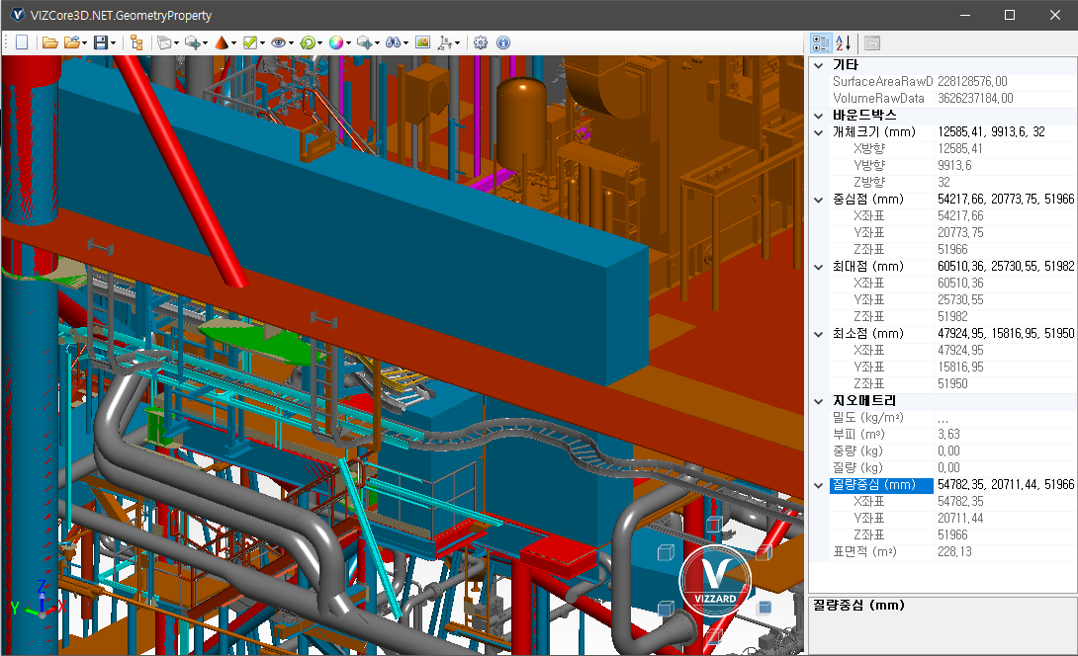 VIZCore3D.NET.GeometryProperty
기타
SurfaceAreaRawD 228128576,00
VolumeRawData 3626237184,00
바운드박스
개체크기 (mm) 12585,41, 9913,6, 32
X방향 12585,41
Y방향 9913,6
Z방향 32
중심점 (mm) 54217,66, 20773,75, 51966
X좌표 54217,66
Y좌표 20773,75
Z좌표 51966
최대점 (mm) 60510,36, 25730,55, 51982
X좌표 60510,36
Y좌표 25730,55
Z좌표 51982
최소점 (mm) 47924,95, 15816,95, 51950
X좌표 47924,95
Y좌표 15816,95
Z좌표 51950
지오메트리
밀도 (kg/m²) ...
부피 (m³) 3,63
중량 (kg) 0,00
질량 (kg) 0,00
질량중심 (mm) 54782,35, 20711,44, 51966
X좌표 54782,35
Y좌표 20711,44
Z좌표 51966
표면적 (m²) 228,13
질량중심 (mm)
Z
Y
X
V
VIZZARD